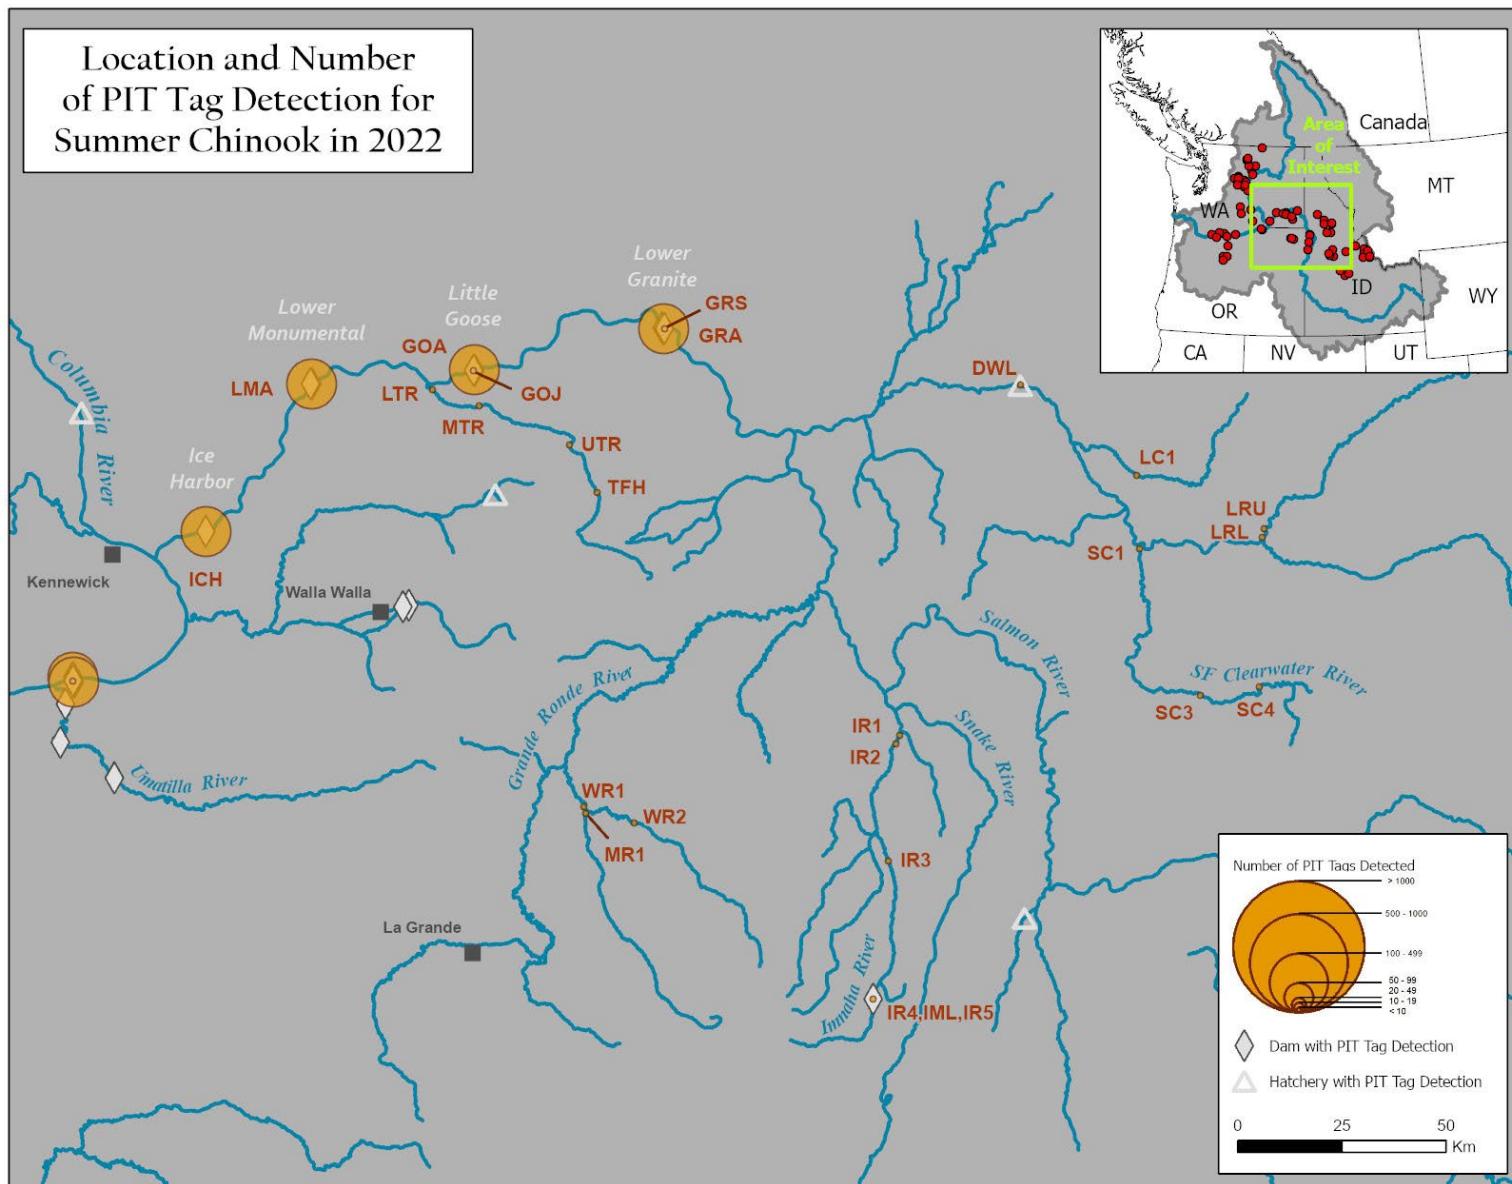 Location and Number
of PIT Tag Detection for
Summer Chinook in 2022
Canada
Area
of
Interest
MT
WA
OR
ID
WY
CA
NV
UT
Lower
Granite
Little
Goose
Lower
Monumental
GRS
GRA
GOA
LMA
LTR
GOJ
MTR
DWL
Columbia
River
UTR
Ice
Harbor
LC1
TFH
LRU
LRL
SC1
Kennewick
ICH
Walla Walla
Salmon River
SF Clearwater River
SC3
SC4
Grande Ronde River
Snake River
IR1
IR2
Umatilla River
WR1
WR2
MR1
IR3
La Grande
Imnaha River
IR4,IML,IR5
Number of PIT Tags Detected
> 1000
500 - 1000
100 - 499
50 - 99
20 - 49
10 - 19
< 10
Dam with PIT Tag Detection
Hatchery with PIT Tag Detection
0 25 50
Km